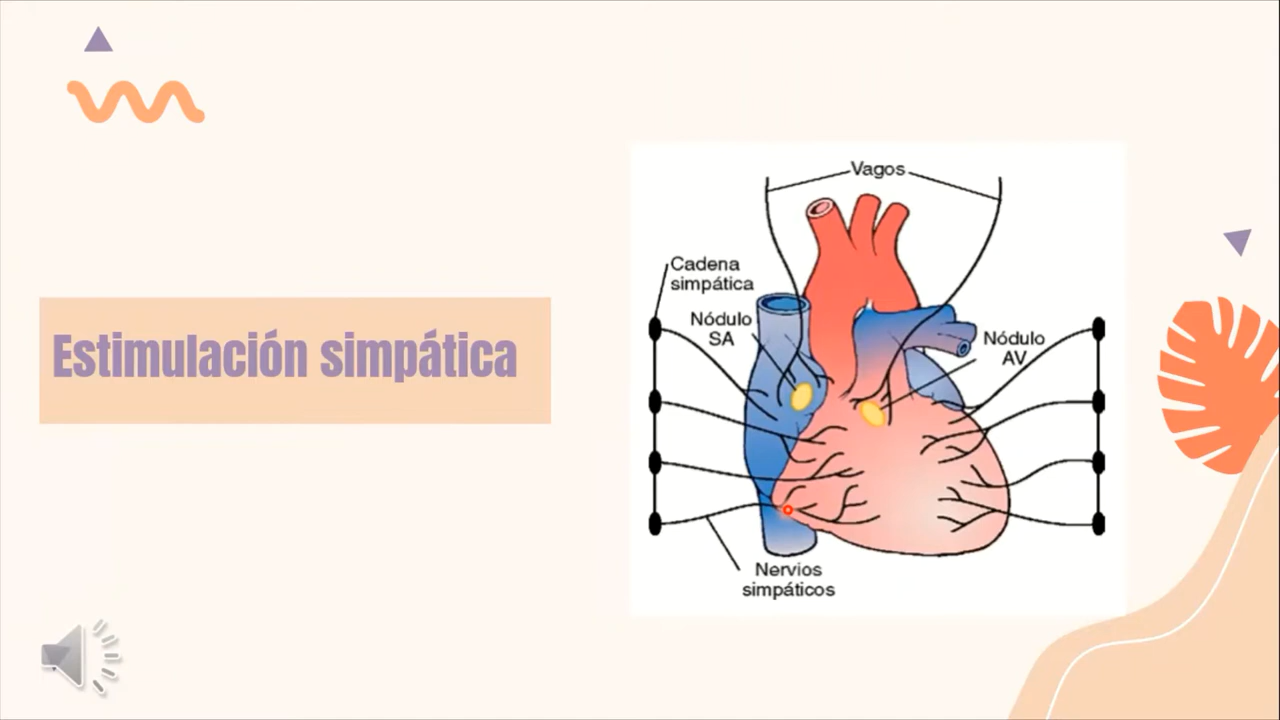 Estimulación simpática
Vagos
Cadena
simpática
Nódulo
SA
Nódulo
AV
Nervios
simpáticos